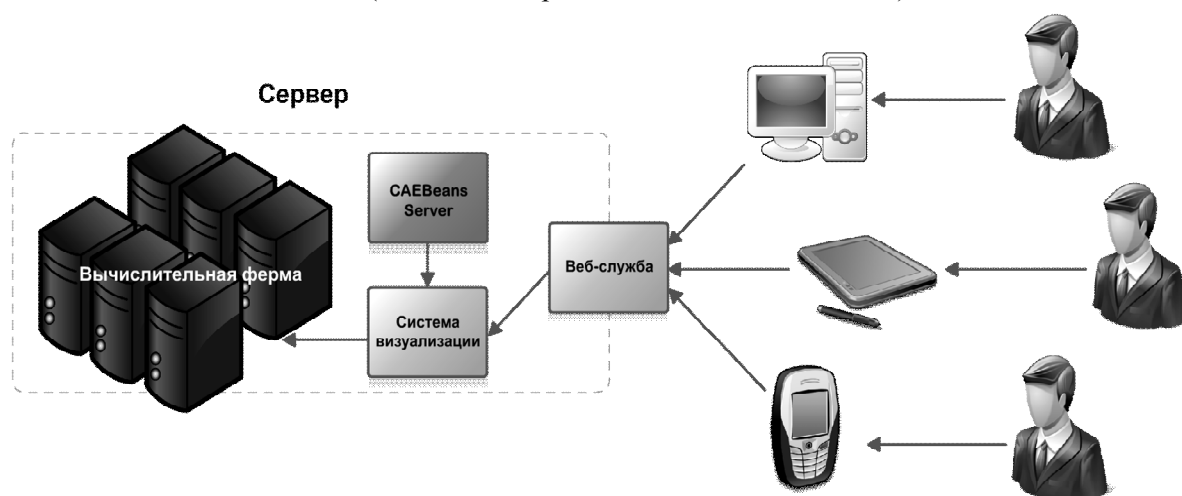 Сервер
CAEBeans
Server
Вычислительная ферма
Веб-служба
Система
визуализации